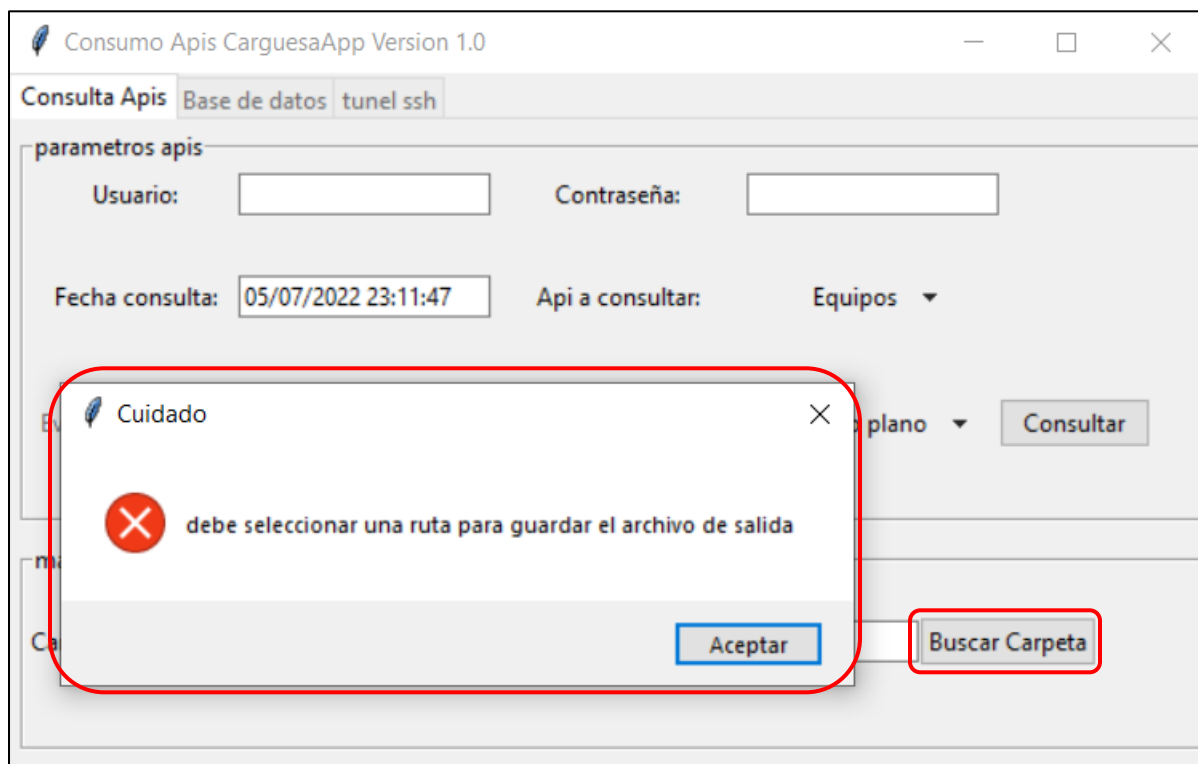 Consumo Apis CarguesaApp Version 1.0
Consulta Apis Base de datos tunel ssh
parametros apis
Usuario: Contraseña:
Fecha consulta: 05/07/2022 23:11:47 Api a consultar: Equipos
Cuidado
plano Consultar
debe seleccionar una ruta para guardar el archivo de salida
Aceptar
Buscar Carpeta